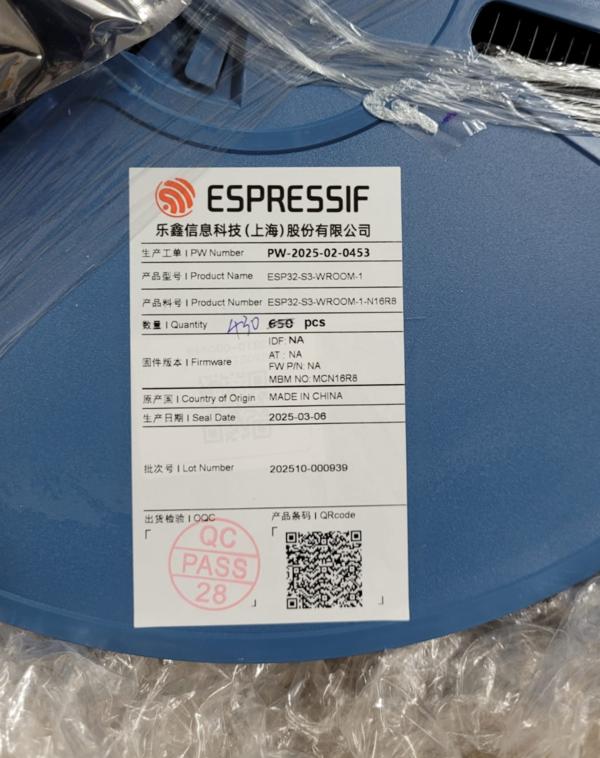 ESPRESSIF
乐鑫信息科技(上海)股份有限公司
生产工单 | PW Number PW-2025-02-0453
产品型号 | Product Name ESP32-S3-WROOM-1
产品料号 | Product Number ESP32-S3-WROOM-1-N16R8
数量 | Quantity 430 650 pcs
固件版本 | Firmware
IDF: NA
AT : NA
FW P/N: NA
MBM NO: MCN16R8
原产国 | Country of Origin MADE IN CHINA
生产日期 | Seal Date 2025-03-06
批次号 | Lot Number 202510-000939
出货检验 | OQC
产品条码 | QRcode
QC
PASS
28